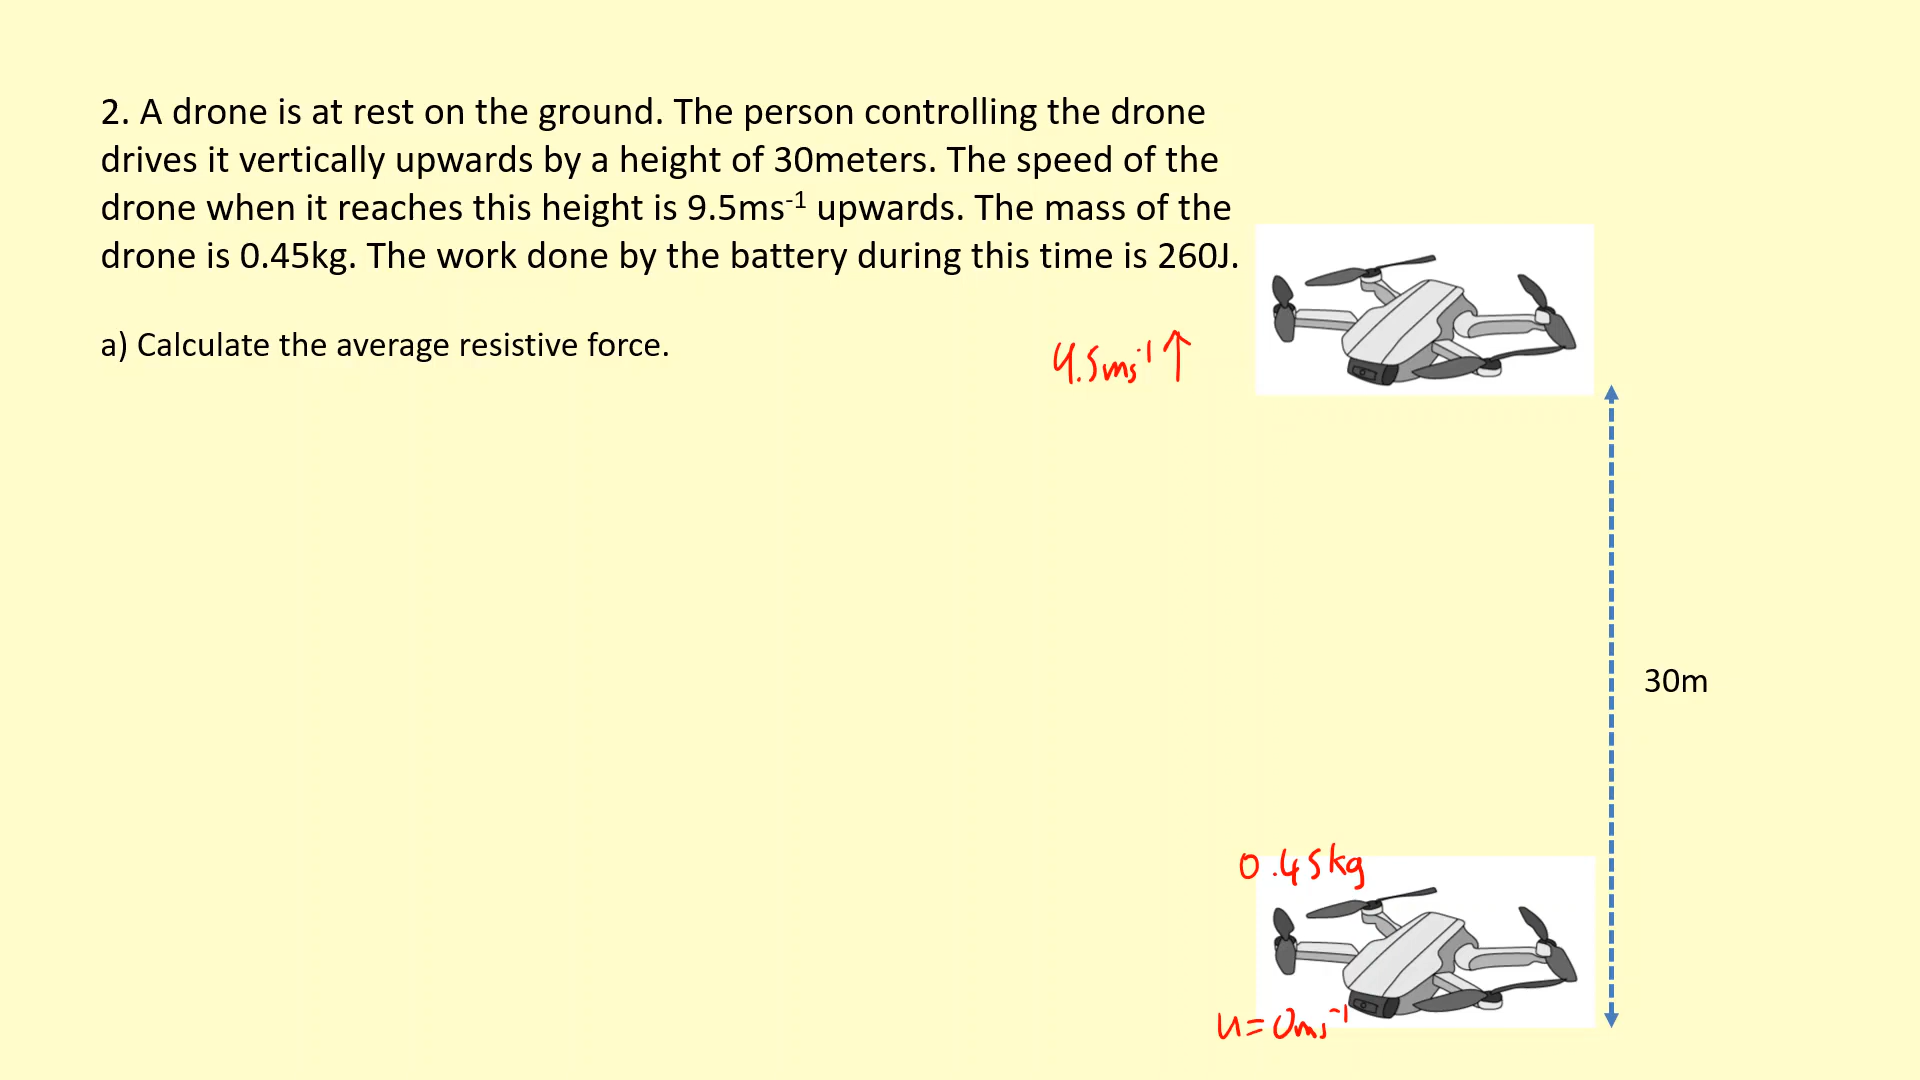 2. A drone is at rest on the ground. The person controlling the drone
drives it vertically upwards by a height of 30meters. The speed of the
drone when it reaches this height is 9.5ms⁻¹ upwards. The mass of the
drone is 0.45kg. The work done by the battery during this time is 260J.
a) Calculate the average resistive force.
4.5ms⁻¹↑
30m
0.45kg
u=0ms⁻¹